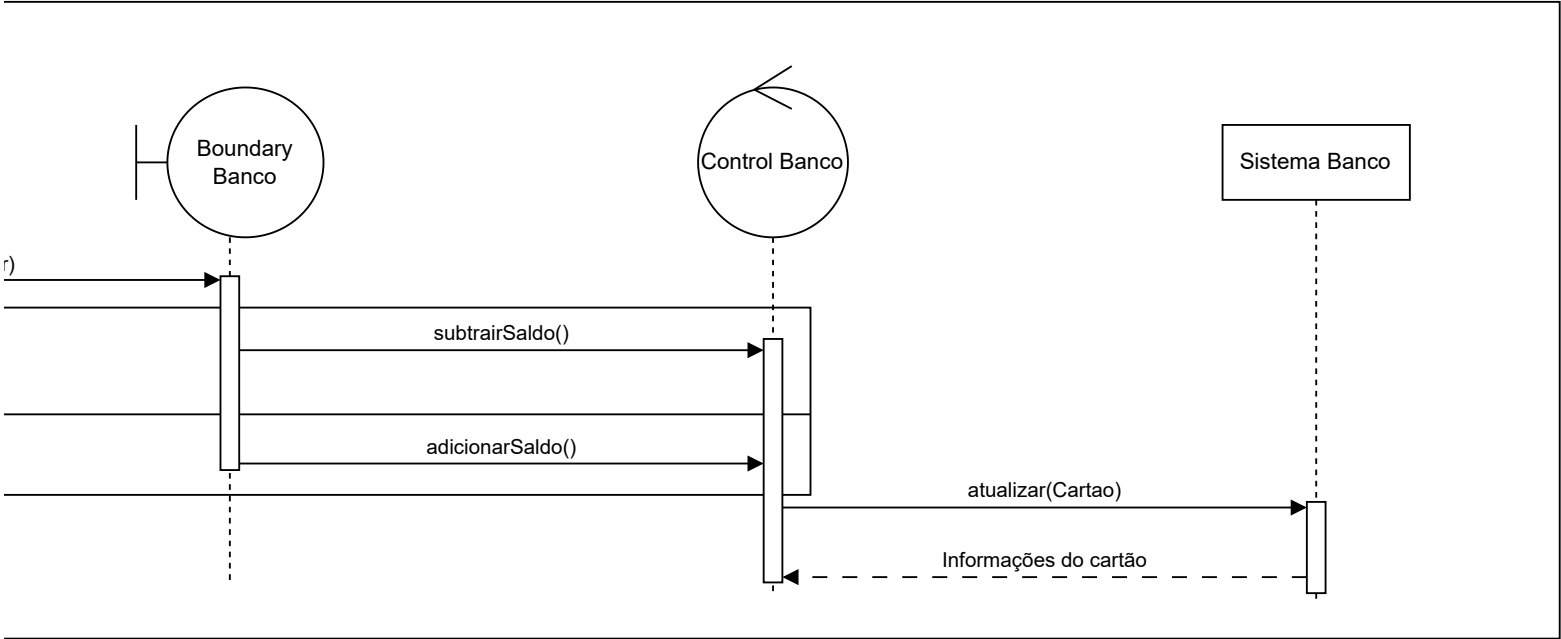 Boundary
Banco
Control Banco
Sistema Banco
r)
subtrairSaldo()
adicionarSaldo()
atualizar(Cartao)
Informações do cartão